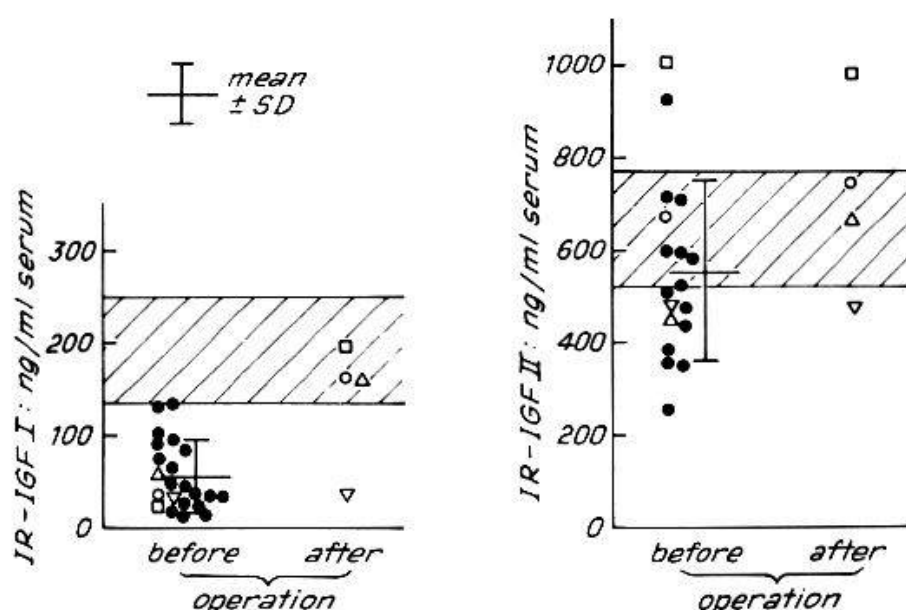 mean
± SD
IR-IGF I: ng/ml serum
300
200
100
0
before after
operation
IR-IGF II: ng/ml serum
1000
800
600
400
200
0
before after
operation